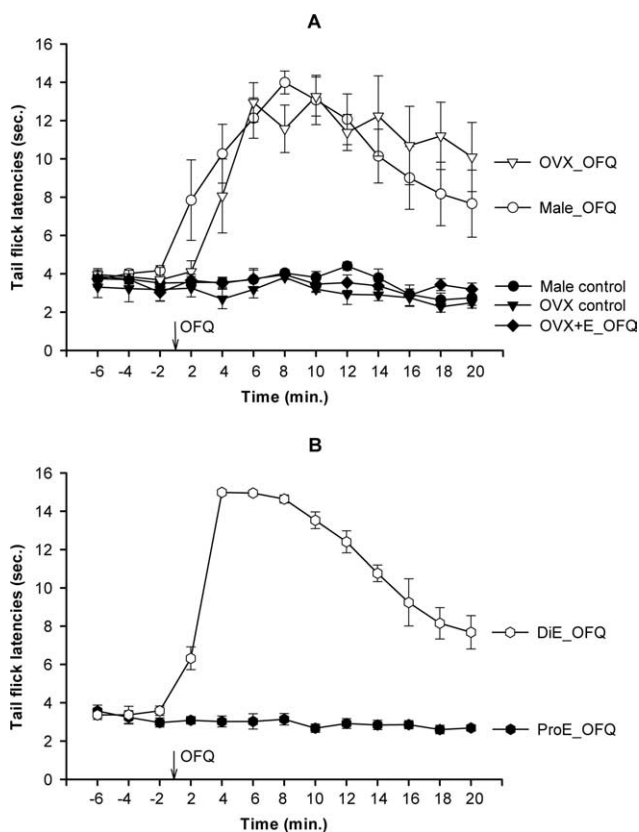 A
Tail flick latencies (sec.)
16
14
12
10
8
6
4
2
0
OVX_OFQ
Male_OFQ
Male control
OVX control
OVX+E_OFQ
OFQ
-6 -4 -2 2 4 6 8 10 12 14 16 18 20
Time (min.)
B
Tail flick latencies (sec.)
16
14
12
10
8
6
4
2
0
DiE_OFQ
ProE_OFQ
OFQ
-6 -4 -2 2 4 6 8 10 12 14 16 18 20
Time (min.)